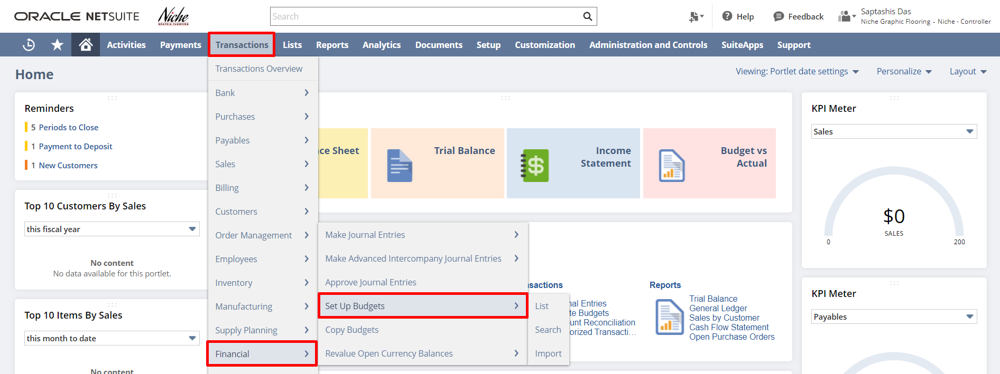 ORACLE NETSUITE
Niche
GRAPHIC FLOORING
Search
Help
Feedback
Saptashis Das
Niche Graphic Flooring - Niche - Controller
Activities Payments Transactions Lists Reports Analytics Documents Setup Customization Administration and Controls SuiteApps Support
Home
Viewing: Portlet date settings
Personalize
Layout
Reminders
5 Periods to Close
1 Payment to Deposit
1 New Customers
Top 10 Customers By Sales
this fiscal year
No content
No data available for this portlet.
Top 10 Items By Sales
this month to date
No content
Transactions Overview
Bank
Purchases
Payables
Sales
Billing
Customers
Order Management
Employees
Inventory
Manufacturing
Supply Planning
Financial
Make Journal Entries
Make Advanced Intercompany Journal Entries
Approve Journal Entries
Set Up Budgets
Copy Budgets
Revalue Open Currency Balances
List
Search
Import
ce Sheet
Trial Balance
Income
Statement
Budget vs
Actual
sactions
nal Entries
te Budgets
unt Reconciliation
orized Transacti...
Reports
Trial Balance
General Ledger
Sales by Customer
Cash Flow Statement
Open Purchase Orders
KPI Meter
Sales
$0
SALES
0
200
KPI Meter
Payables